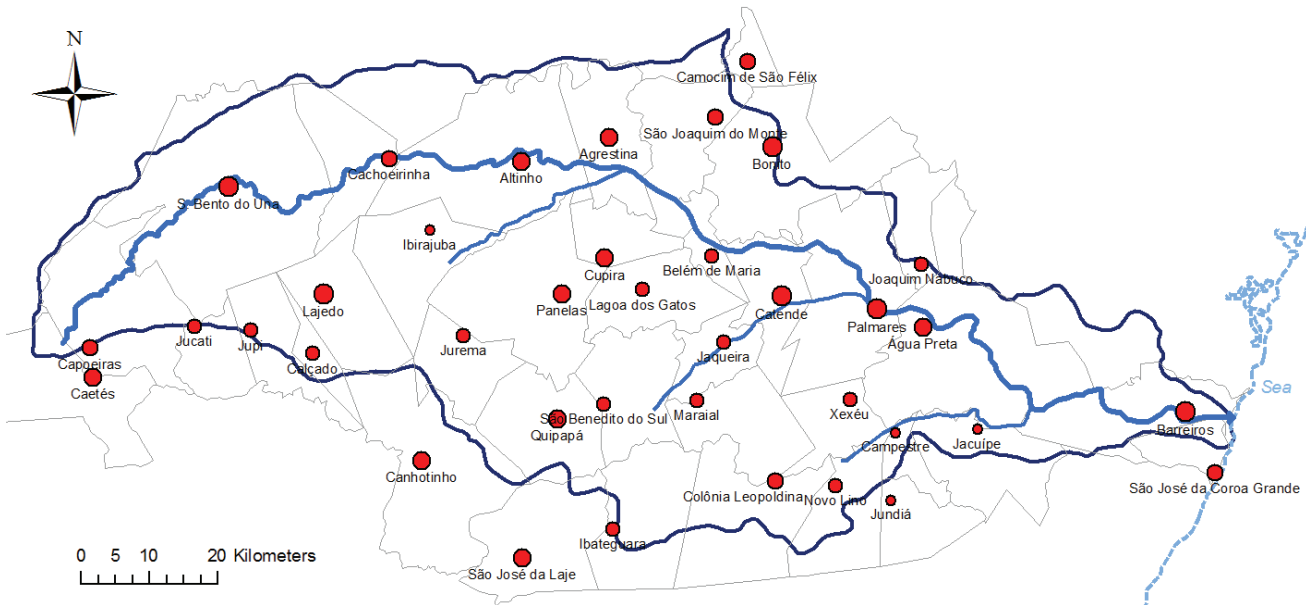 N
Camocim de São Félix
São Joaquim do Monte
Agrestina
Bonito
Cachoeirinha
Altinho
S. Bento do Una
Ibirajuba
Cupira
Belém de Maria
Joaquim Nabuco
Lajedo
Panelas
Lagoa dos Gatos
Catende
Palmares
Água Preta
Jucati
Jupi
Jurema
Jaqueira
Capoeiras
Calçado
Caetés
Sea
São Benedito do Sul
Maraial
Xexéu
Quipapá
Campestre
Jacuípe
Barreiros
Canhotinho
Colônia Leopoldina
Novo Lino
Jundiá
São José da Coroa Grande
Ibateguara
São José da Laje
0 5 10 20 Kilometers